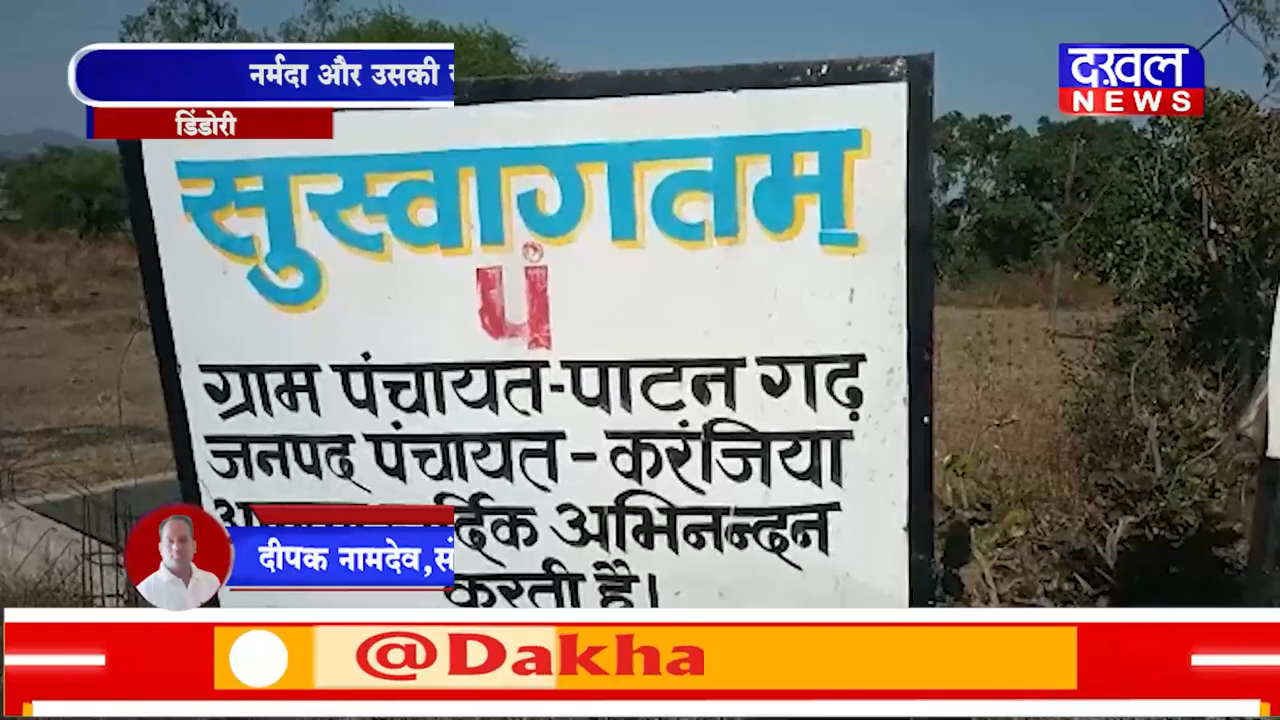 नर्मदा और उसकी
डिंडोरी
दख़ल
NEWS
सुस्वागतम
पं
ग्राम पंचायत-पाटन गढ़
जनपद पंचायत - करंजिया
अभिनन्दन
करती है।
दीपक नामदेव,
@Dakha